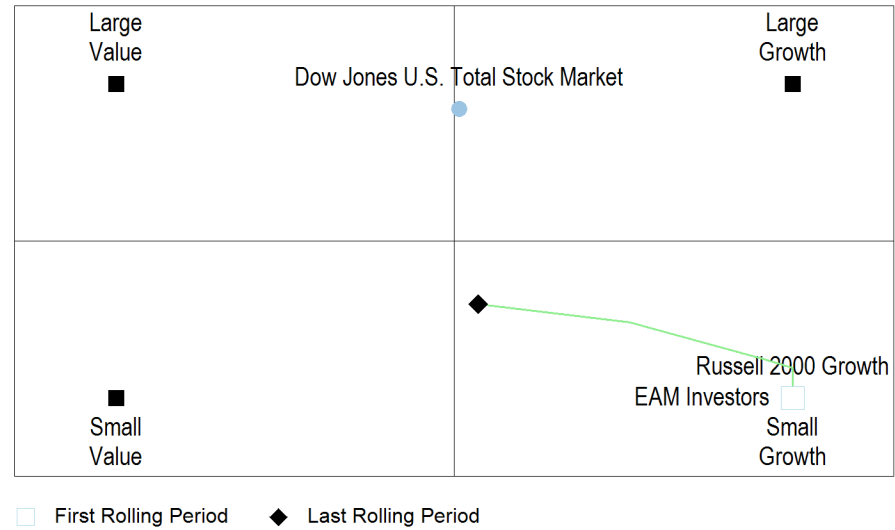 Large
Value
Large
Growth
Dow Jones U.S. Total Stock Market
Russell 2000 Growth
EAM Investors
Small
Value
Small
Growth
First Rolling Period
Last Rolling Period